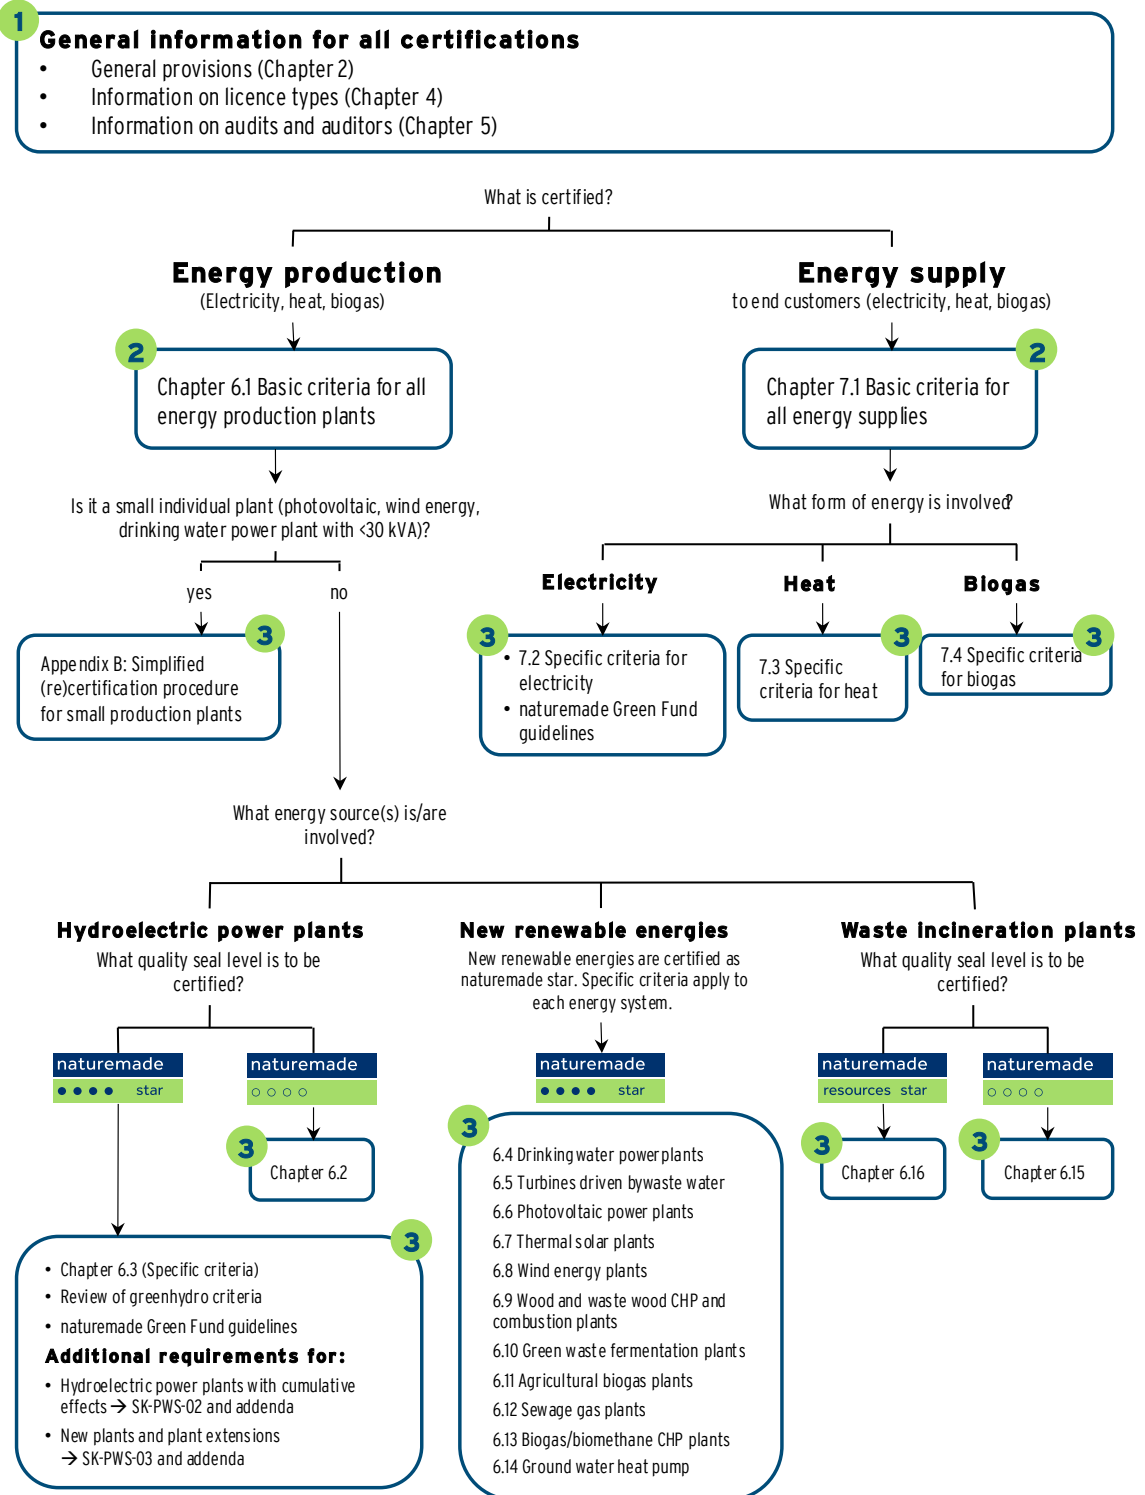 1
General information for all certifications
• General provisions (Chapter 2)
• Information on licence types (Chapter 4)
• Information on audits and auditors (Chapter 5)
What is certified?
Energy production
(Electricity, heat, biogas)
2
Chapter 6.1 Basic criteria for all
energy production plants
Is it a small individual plant (photovoltaic, wind energy,
drinking water power plant with <30 kVA)?
yes
no
3
Appendix B: Simplified
(re)certification procedure
for small production plants
Energy supply
to end customers (electricity, heat, biogas)
2
Chapter 7.1 Basic criteria for
all energy supplies
What form of energy is involved?
Electricity
3
• 7.2 Specific criteria for
electricity
• naturemade Green Fund
guidelines
Heat
3
7.3 Specific
criteria for heat
Biogas
3
7.4 Specific criteria
for biogas
What energy source(s) is/are
involved?
Hydroelectric power plants
What quality seal level is to be
certified?
naturemade
star
naturemade
3
Chapter 6.2
3
• Chapter 6.3 (Specific criteria)
• Review of greenhydro criteria
• naturemade Green Fund guidelines
Additional requirements for:
• Hydroelectric power plants with cumulative
effects → SK-PWS-02 and addenda
• New plants and plant extensions
→ SK-PWS-03 and addenda
New renewable energies
New renewable energies are certified as
naturemade star. Specific criteria apply to
each energy system.
naturemade
star
3
6.4 Drinking water power plants
6.5 Turbines driven by waste water
6.6 Photovoltaic power plants
6.7 Thermal solar plants
6.8 Wind energy plants
6.9 Wood and waste wood CHP and
combustion plants
6.10 Green waste fermentation plants
6.11 Agricultural biogas plants
6.12 Sewage gas plants
6.13 Biogas/biomethane CHP plants
6.14 Ground water heat pump
Waste incineration plants
What quality seal level is to be
certified?
naturemade
resources star
3
Chapter 6.16
naturemade
3
Chapter 6.15